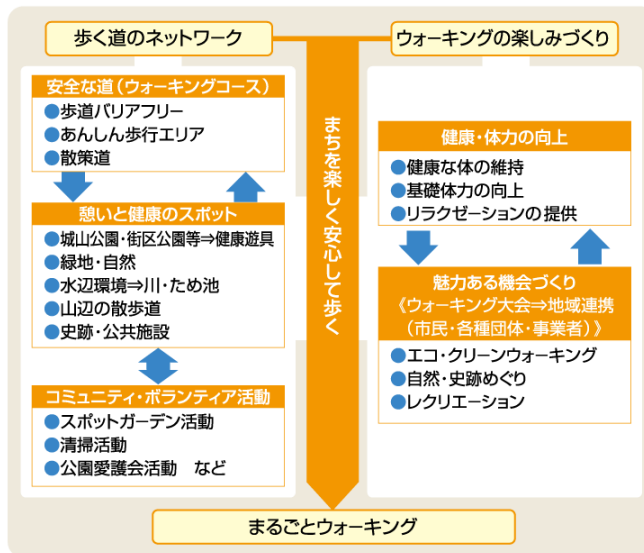 歩く道のネットワーク
安全な道（ウォーキングコース）
●歩道バリアフリー
●あんしん歩行エリア
●散策道
憩いと健康のスポット
●城山公園・街区公園等⇒健康遊具
●緑地・自然
●水辺環境⇒川・ため池
●山辺の散歩道
●史跡・公共施設
コミュニティ・ボランティア活動
●スポットガーデン活動
●清掃活動
●公園愛護会活動　など
まちを楽しく安心して歩く
ウォーキングの楽しみづくり
健康・体力の向上
●健康な体の維持
●基礎体力の向上
●リラクゼーションの提供
魅力ある機会づくり
《ウォーキング大会⇒地域連携
（市民・各種団体・事業者）》
●エコ・クリーンウォーキング
●自然・史跡めぐり
●レクリエーション
まるごとウォーキング